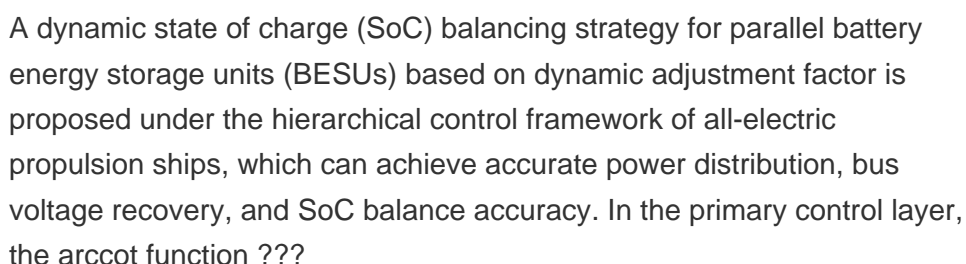 A dynamic state of charge (SoC) balancing strategy for parallel battery
energy storage units (BESUs) based on dynamic adjustment factor is
proposed under the hierarchical control framework of all-electric
propulsion ships, which can achieve accurate power distribution, bus
voltage recovery, and SoC balance accuracy. In the primary control layer,
the arccot function ???